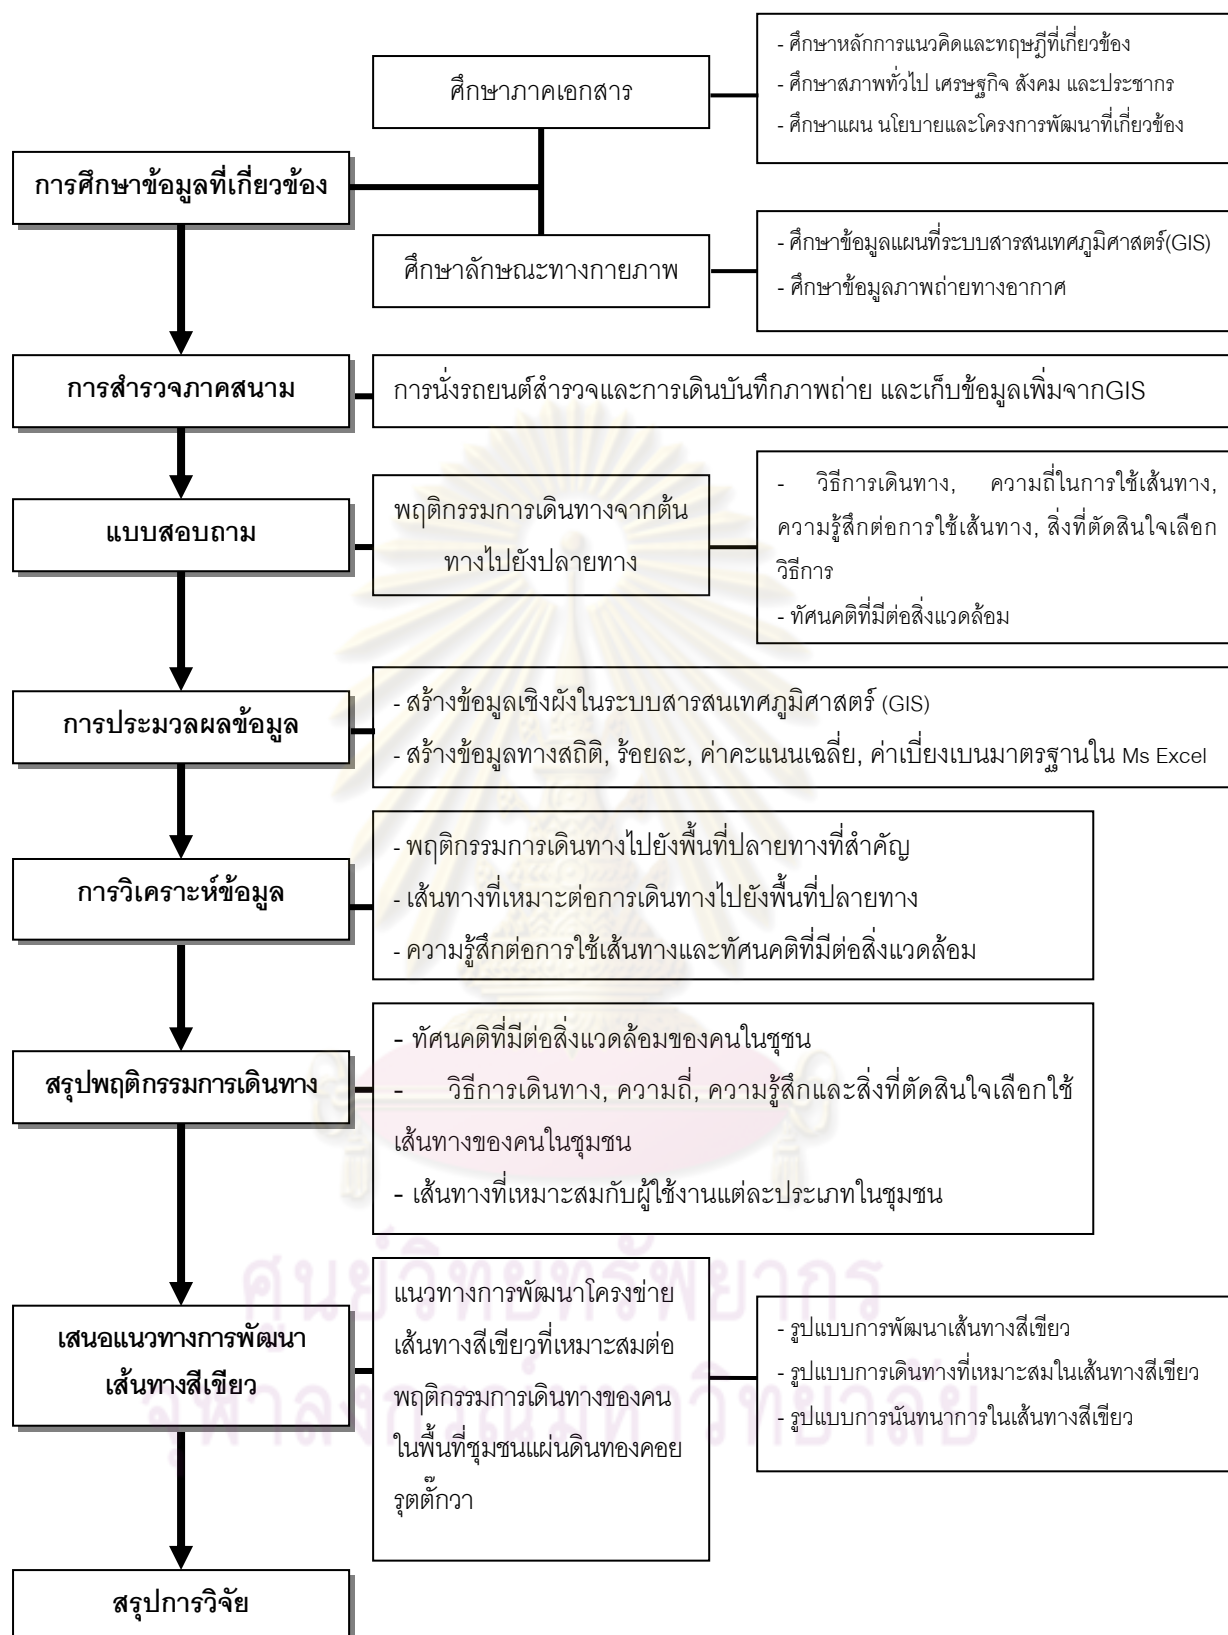 ศึกษาภาคเอกสาร
- ศึกษาหลักการแนวคิดและทฤษฎีที่เกี่ยวข้อง
- ศึกษาสภาพทั่วไป เศรษฐกิจ สังคม และประชากร
- ศึกษาแผน นโยบายและโครงการพัฒนาที่เกี่ยวข้อง
การศึกษาข้อมูลที่เกี่ยวข้อง
ศึกษาลักษณะทางกายภาพ
- ศึกษาข้อมูลแผนที่ระบบสารสนเทศภูมิศาสตร์(GIS)
- ศึกษาข้อมูลภาพถ่ายทางอากาศ
การสำรวจภาคสนาม
การนั่งรถยนต์สำรวจและการเดินบันทึกภาพถ่าย และเก็บข้อมูลเพิ่มจากGIS
แบบสอบถาม
พฤติกรรมการเดินทางจากต้น
ทางไปยังปลายทาง
- วิธีการเดินทาง, ความถี่ในการใช้เส้นทาง,
ความรู้สึกต่อการใช้เส้นทาง, สิ่งที่ตัดสินใจเลือก
วิธีการ
- ทัศนคติที่มีต่อสิ่งแวดล้อม
การประมวลผลข้อมูล
- สร้างข้อมูลเชิงผังในระบบสารสนเทศภูมิศาสตร์ (GIS)
- สร้างข้อมูลทางสถิติ, ร้อยละ, ค่าคะแนนเฉลี่ย, ค่าเบี่ยงเบนมาตรฐานใน Ms Excel
การวิเคราะห์ข้อมูล
- พฤติกรรมการเดินทางไปยังพื้นที่ปลายทางที่สำคัญ
- เส้นทางที่เหมาะต่อการเดินทางไปยังพื้นที่ปลายทาง
- ความรู้สึกต่อการใช้เส้นทางและทัศนคติที่มีต่อสิ่งแวดล้อม
สรุปพฤติกรรมการเดินทาง
- ทัศนคติที่มีต่อสิ่งแวดล้อมของคนในชุชน
- วิธีการเดินทาง, ความถี่, ความรู้สึกและสิ่งที่ตัดสินใจเลือกใช้
เส้นทางของคนในชุมชน
- เส้นทางที่เหมาะสมกับผู้ใช้งานแต่ละประเภทในชุมชน
เสนอแนวทางการพัฒนา
เส้นทางสีเขียว
แนวทางการพัฒนาโครงข่าย
เส้นทางสีเขียวที่เหมาะสมต่อ
พฤติกรรมการเดินทางของคน
ในพื้นที่ชุมชนแผ่นดินทองคอย
รุตตั๊กวา
- รูปแบบการพัฒนาเส้นทางสีเขียว
- รูปแบบการเดินทางที่เหมาะสมในเส้นทางสีเขียว
- รูปแบบการนันทนาการในเส้นทางสีเขียว
สรุปการวิจัย
ศูนย์วิทยทรัพยากร
จุฬาลงกรณ์มหาวิทยาลัย